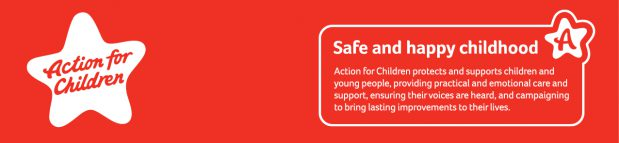 Action for
Children
Safe and happy childhood
A
Action for Children protects and supports children and
young people, providing practical and emotional care and
support, ensuring their voices are heard, and campaigning
to bring lasting improvements to their lives.